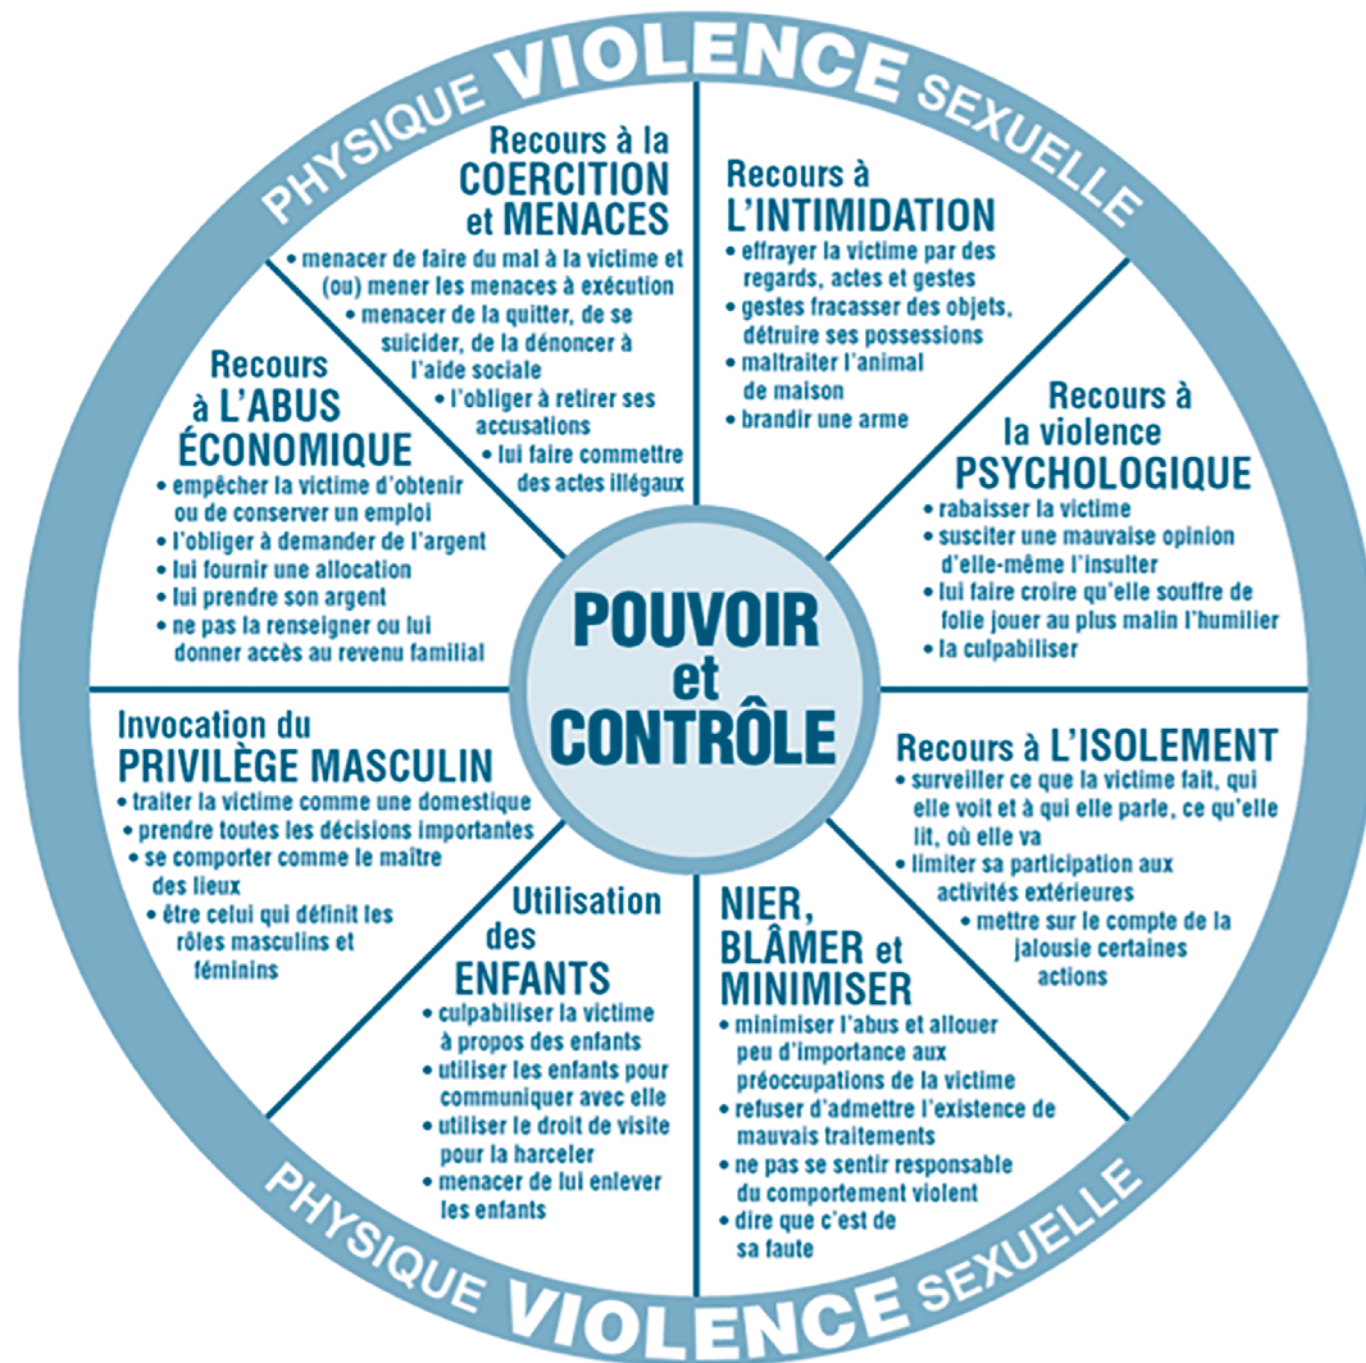 PHYSIQUE VIOLENCE SEXUELLE
Recours à la
COERCITION
et MENACES
• menacer de faire du mal à la victime et
(ou) mener les menaces à exécution
• menacer de la quitter, de se
suicider, de la dénoncer à
l'aide sociale
• l'obliger à retirer ses
accusations
• lui faire commettre
des actes illégaux
Recours à
L'INTIMIDATION
• effrayer la victime par des
regards, actes et gestes
• gestes fracasser des objets,
détruire ses possessions
• maltraiter l'animal
de maison
• brandir une arme
Recours à
la violence
PSYCHOLOGIQUE
• rabaisser la victime
• susciter une mauvaise opinion
d'elle-même l'insulter
• lui faire croire qu'elle souffre de
folie jouer au plus malin l'humilier
• la culpabiliser
Recours à L'ISOLEMENT
• surveiller ce que la victime fait, qui
elle voit et à qui elle parle, ce qu'elle
lit, où elle va
• limiter sa participation aux
activités extérieures
• mettre sur le compte de la
jalousie certaines
actions
NIER,
BLÂMER et
MINIMISER
• minimiser l'abus et allouer
peu d'importance aux
préoccupations de la victime
• refuser d'admettre l'existence de
mauvais traitements
• ne pas se sentir responsable
du comportement violent
• dire que c'est de
sa faute
Utilisation
des
ENFANTS
• culpabiliser la victime
à propos des enfants
• utiliser les enfants pour
communiquer avec elle
• utiliser le droit de visite
pour la harceler
• menacer de lui enlever
les enfants
Invocation du
PRIVILÈGE MASCULIN
• traiter la victime comme une domestique
• prendre toutes les décisions importantes
• se comporter comme le maître
des lieux
• être celui qui définit les
rôles masculins et
féminins
Recours
à L'ABUS
ÉCONOMIQUE
• empêcher la victime d'obtenir
ou de conserver un emploi
• l'obliger à demander de l'argent
• lui fournir une allocation
• lui prendre son argent
• ne pas la renseigner ou lui
donner accès au revenu familial
POUVOIR
et
CONTRÔLE
PHYSIQUE VIOLENCE SEXUELLE